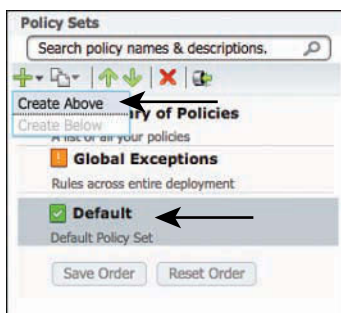 Policy Sets
Search policy names & descriptions.
Create Above
ry of Policies
Create Below
A list of all your policies
Global Exceptions
Rules across entire deployment
Default
Default Policy Set
Save Order
Reset Order